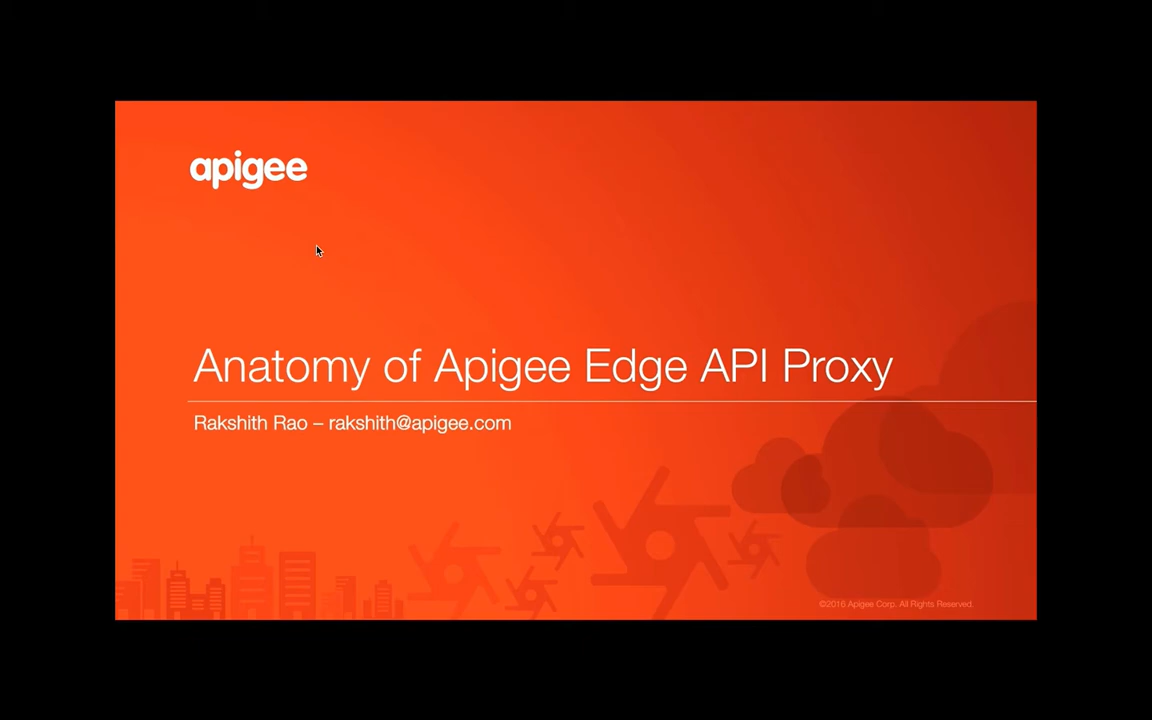 apigee
Anatomy of Apigee Edge API Proxy
Rakshith Rao – rakshith@apigee.com
©2016 Apigee Corp. All Rights Reserved.